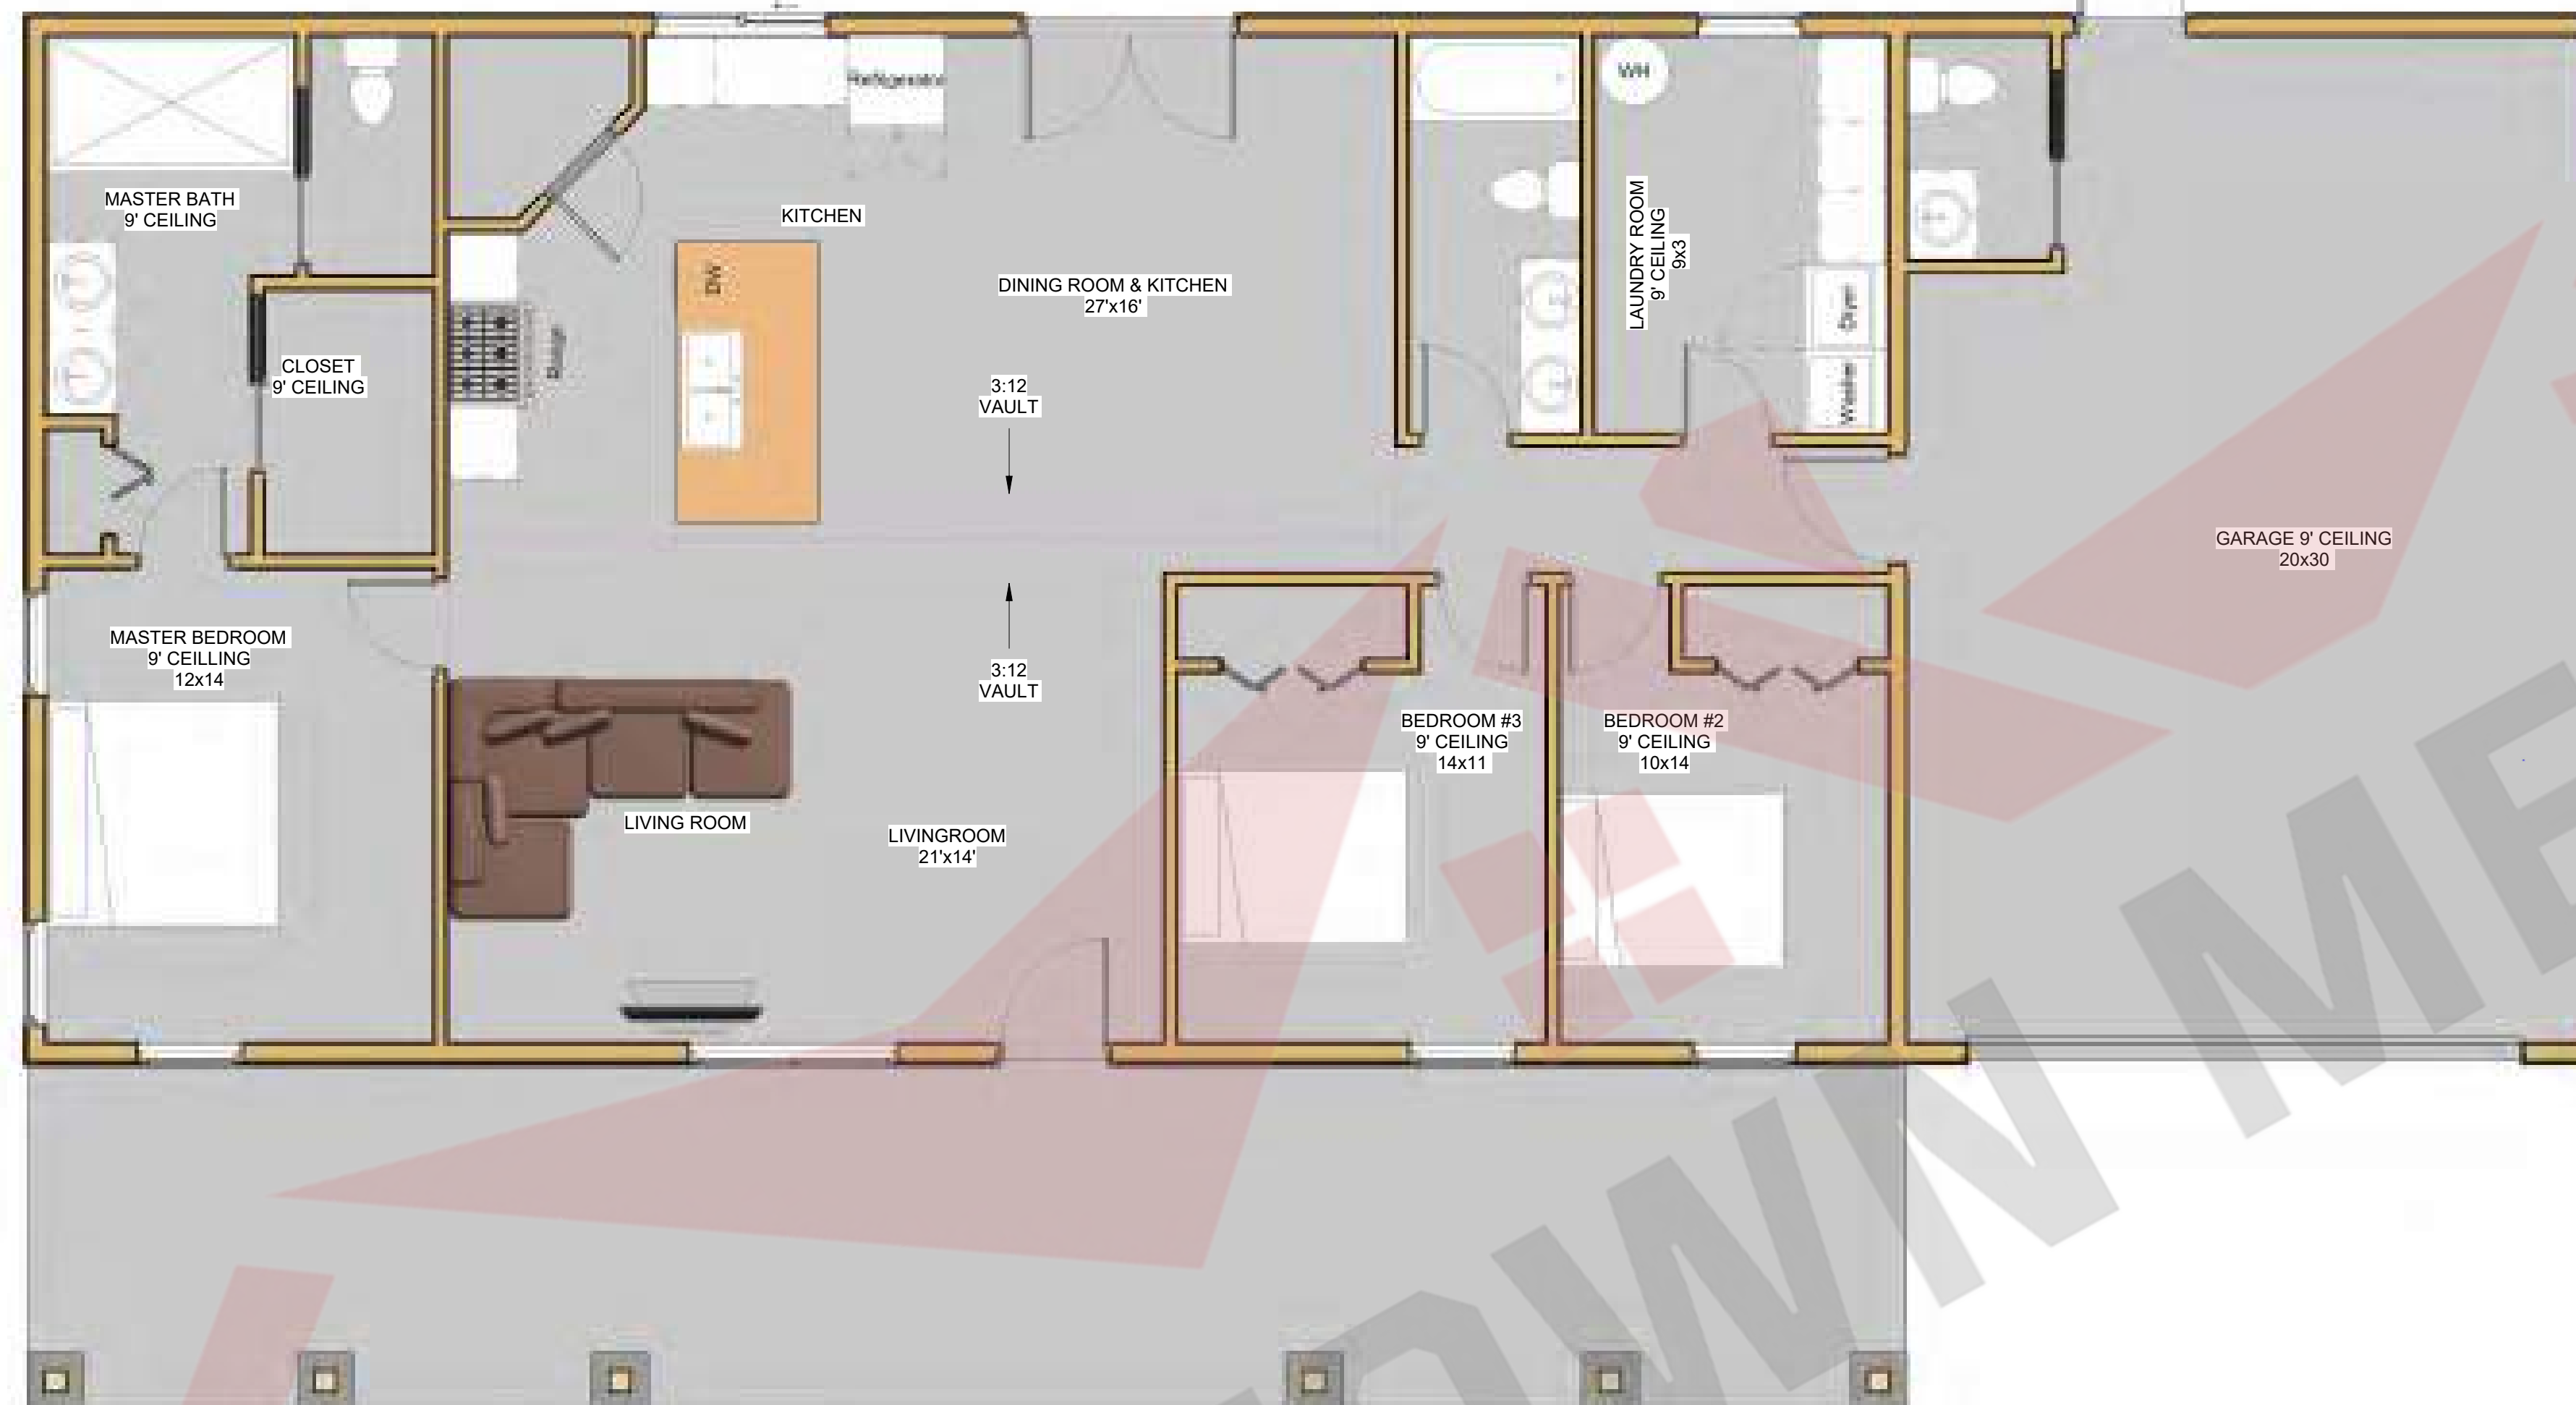 Refrigerator
WH
MASTER BATH
9' CEILING
KITCHEN
LAUNDRY ROOM
9' CEILING
9x3
DW
DINING ROOM & KITCHEN
27'x16'
Dryer
Range
CLOSET
9' CEILING
3:12
VAULT
Washer
GARAGE 9' CEILING
20x30
MASTER BEDROOM
9' CEILLING
12x14
3:12
VAULT
BEDROOM #3
9' CEILING
14x11
BEDROOM #2
9' CEILING
10x14
LIVING ROOM
LIVINGROOM
21'x14'
OWN ME